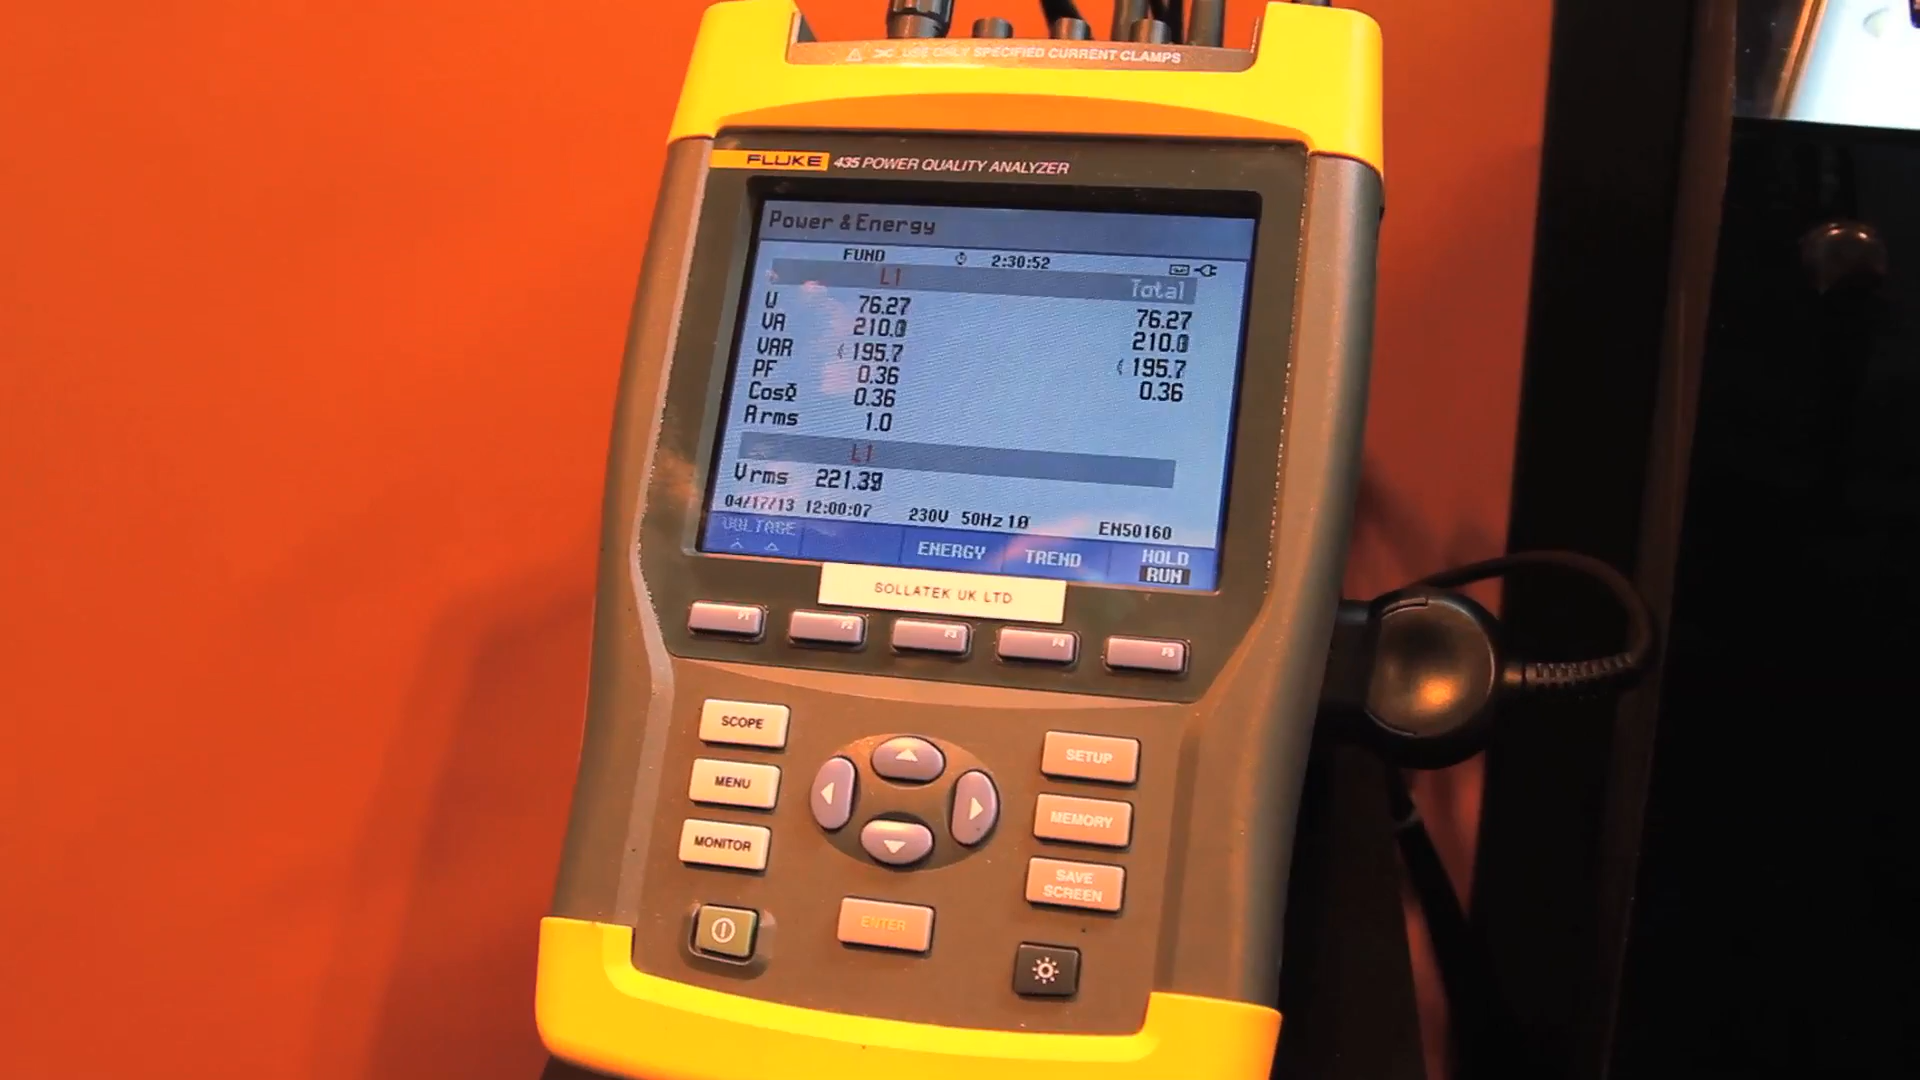 USE ONLY SPECIFIED CURRENT CLAMPS
FLUKE 435 POWER QUALITY ANALYZER
Power & Energy
FUND 2:30:52
L1 Total
W 76.27 76.27
VA 210.0 210.0
VAR 195.7 195.7
PF 0.36 0.36
CosΦ 0.36
Arms 1.0
L1
Vrms 221.39
04/17/13 12:00:07 230V 50Hz 1Ø EN50160
VOLTAGE ENERGY TREND HOLD
RUN
SOLLATEK UK LTD
F1 F2 F3 F4 F5
SCOPE
MENU
MONITOR
SETUP
MEMORY
SAVE
SCREEN
ENTER